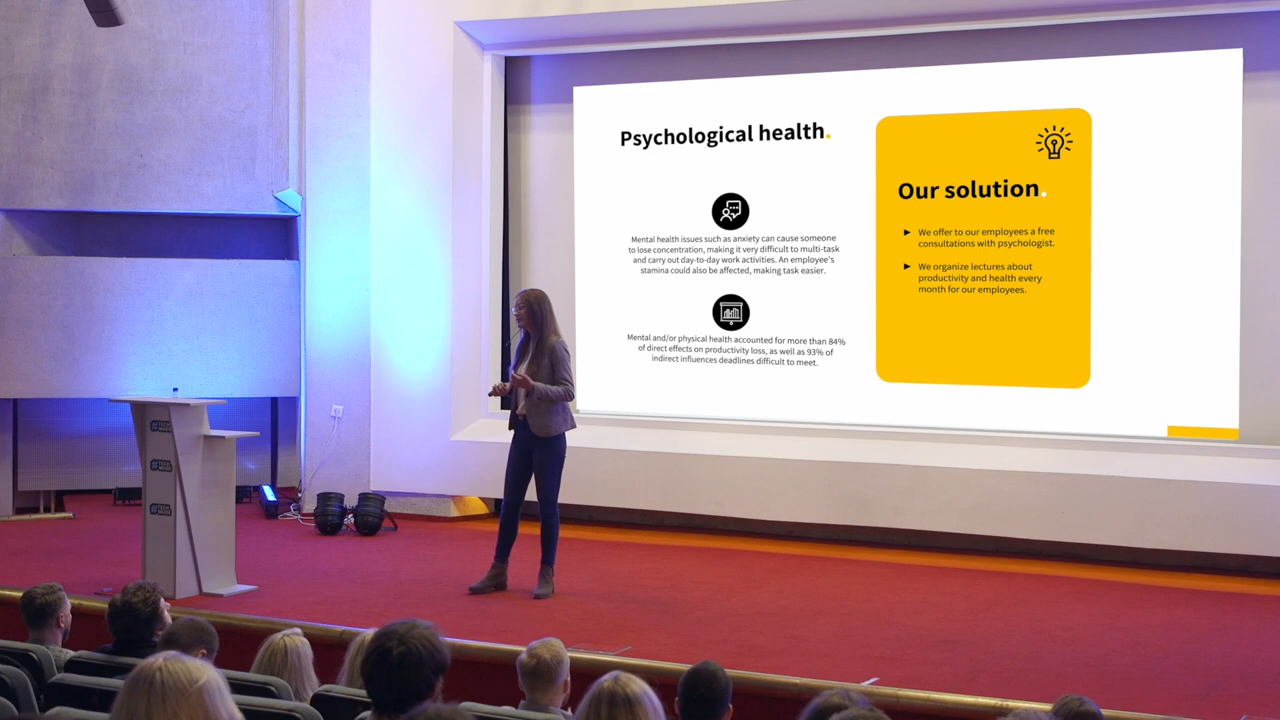 Psychological health.
Mental health issues such as anxiety can cause someone
to lose concentration, making it very difficult to multi-task
and carry out day-to-day work activities. An employee's
stamina could also be affected, making task easier.
Mental and/or physical health accounted for more than 84%
of direct effects on productivity loss, as well as 93% of
indirect influences deadlines difficult to meet.
Our solution.
We offer to our employees a free
consultations with psychologist.
We organize lectures about
productivity and health every
month for our employees.